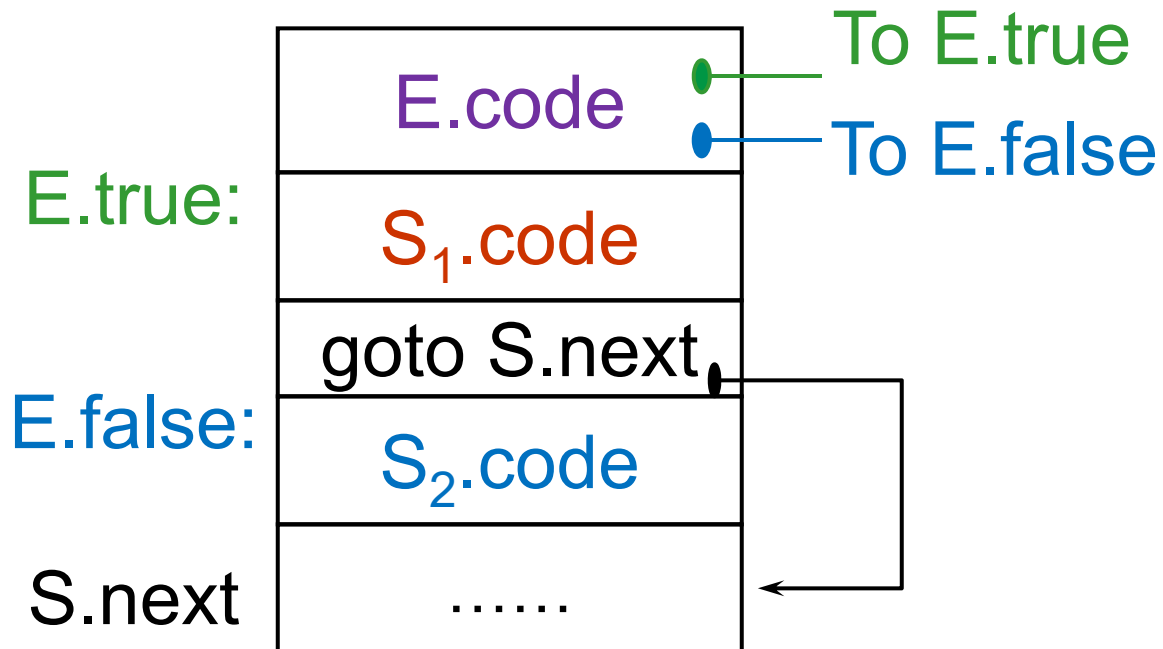 To E.true
E.code
To E.false
E.true:
S₁.code
goto S.next
E.false:
S₂.code
S.next
......